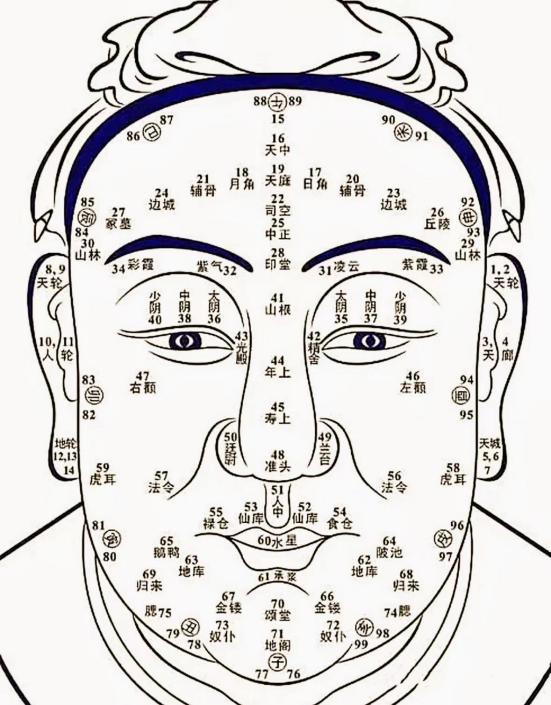 88 午 89
87
86 巳
90 未 91
15
16
天中
18
月角
19
天庭
17
日角
21
辅骨
20
辅骨
24
边城
22
司空
23
边城
85
84
27
冢墓
25
中正
26
丘陵
92
申
93
30
山林
29
山林
28
印堂
34 彩霞
紫气 32
31 凌云
紫霞 33
8, 9
天轮
1, 2
天轮
少阴
40
中阴
38
太阴
36
41
山根
太阴
35
中阴
37
少阴
39
10,
人
11
轮
43
光殿
42
精舍
3,
天
4
廊
83
卯
82
47
右颧
44
年上
46
左颧
94
95
45
寿上
地轮
12,13
14
50
廷尉
48
准头
49
兰台
天城
5, 6
7
59
虎耳
57
法令
51
人中
56
法令
58
虎耳
55
禄仓
53
仙库
52
仙库
54
食仓
81
80
60 水星
96
97
65
鹅鸭
63
地库
64
陂池
62
地库
61 承浆
69
归来
68
归来
67
金镂
66
金镂
腮 75
70
颂堂
74 腮
79 丑
78
73
奴仆
71
地阁
72
奴仆
亥 98
99
子
77 76